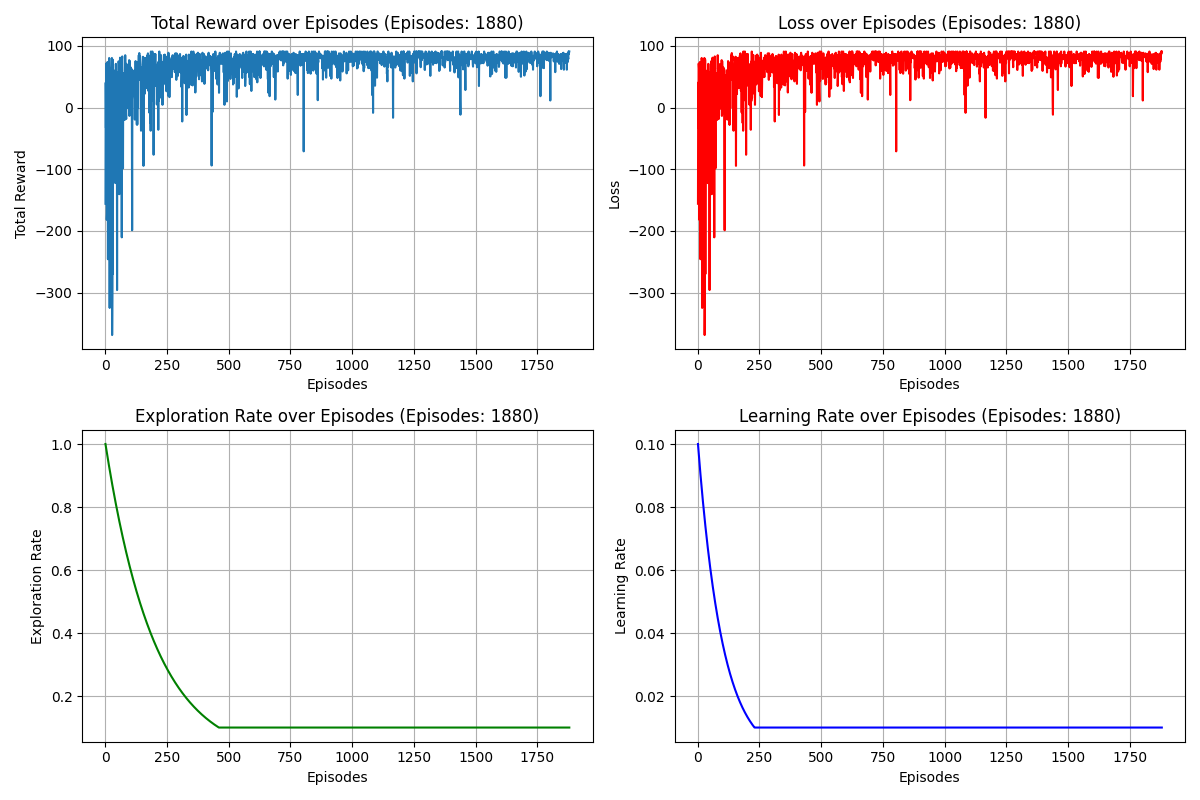 Total Reward over Episodes (Episodes: 1880)
100
0
−100
−200
−300
Total Reward
0 250 500 750 1000 1250 1500 1750
Episodes
Loss over Episodes (Episodes: 1880)
100
0
−100
−200
−300
Loss
0 250 500 750 1000 1250 1500 1750
Episodes
Exploration Rate over Episodes (Episodes: 1880)
1.0
0.8
0.6
0.4
0.2
Exploration Rate
0 250 500 750 1000 1250 1500 1750
Episodes
Learning Rate over Episodes (Episodes: 1880)
0.10
0.08
0.06
0.04
0.02
Learning Rate
0 250 500 750 1000 1250 1500 1750
Episodes